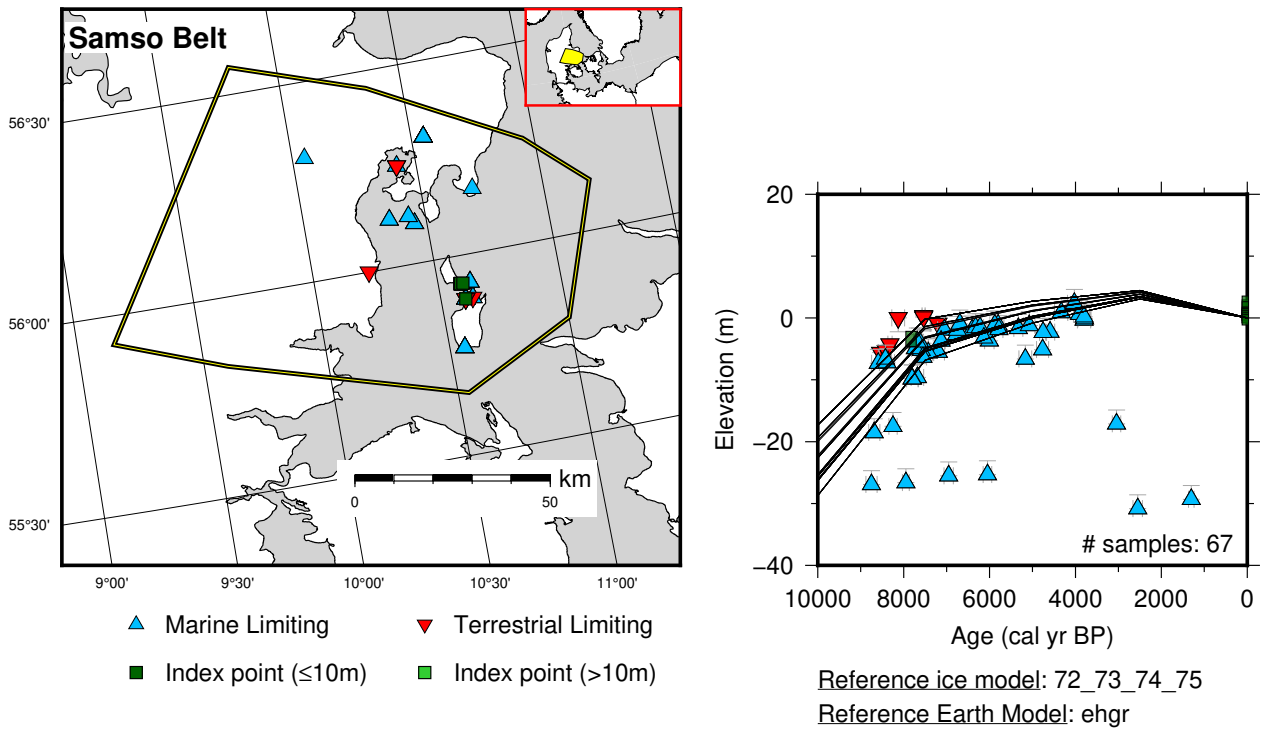 Samso Belt
56°30'
56°00'
55°30'
9°00'
9°30'
10°00'
10°30'
11°00'
km
0
50
Marine Limiting
Terrestrial Limiting
Index point (≤10m)
Index point (>10m)
20
0
−20
−40
Elevation (m)
# samples: 67
10000
8000
6000
4000
2000
0
Age (cal yr BP)
Reference ice model: 72_73_74_75
Reference Earth Model: ehgr